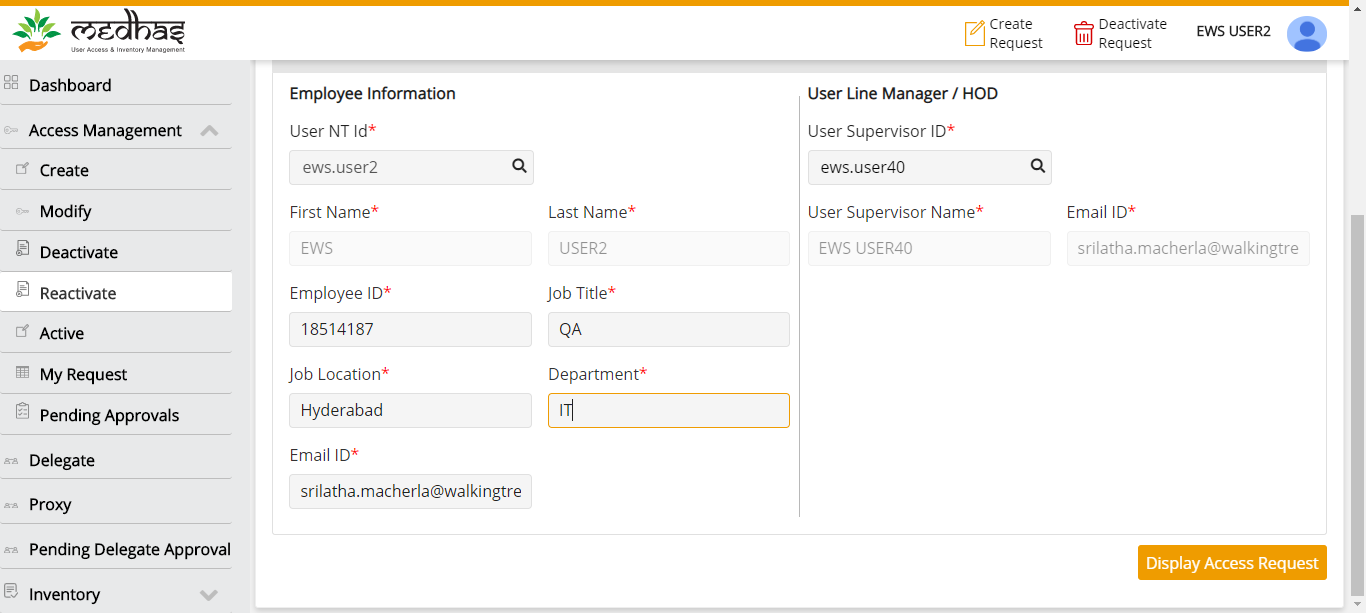 medhas
User Access & Inventory Management
Create
Request
Deactivate
Request
EWS USER2
Dashboard
Access Management
Create
Modify
Deactivate
Reactivate
Active
My Request
Pending Approvals
Delegate
Proxy
Pending Delegate Approval
Inventory
Employee Information
User NT Id*
ews.user2
First Name* Last Name*
EWS USER2
Employee ID* Job Title*
18514187 QA
Job Location* Department*
Hyderabad IT
Email ID*
srilatha.macherla@walkingtre
User Line Manager / HOD
User Supervisor ID*
ews.user40
User Supervisor Name* Email ID*
EWS USER40 srilatha.macherla@walkingtre
Display Access Request